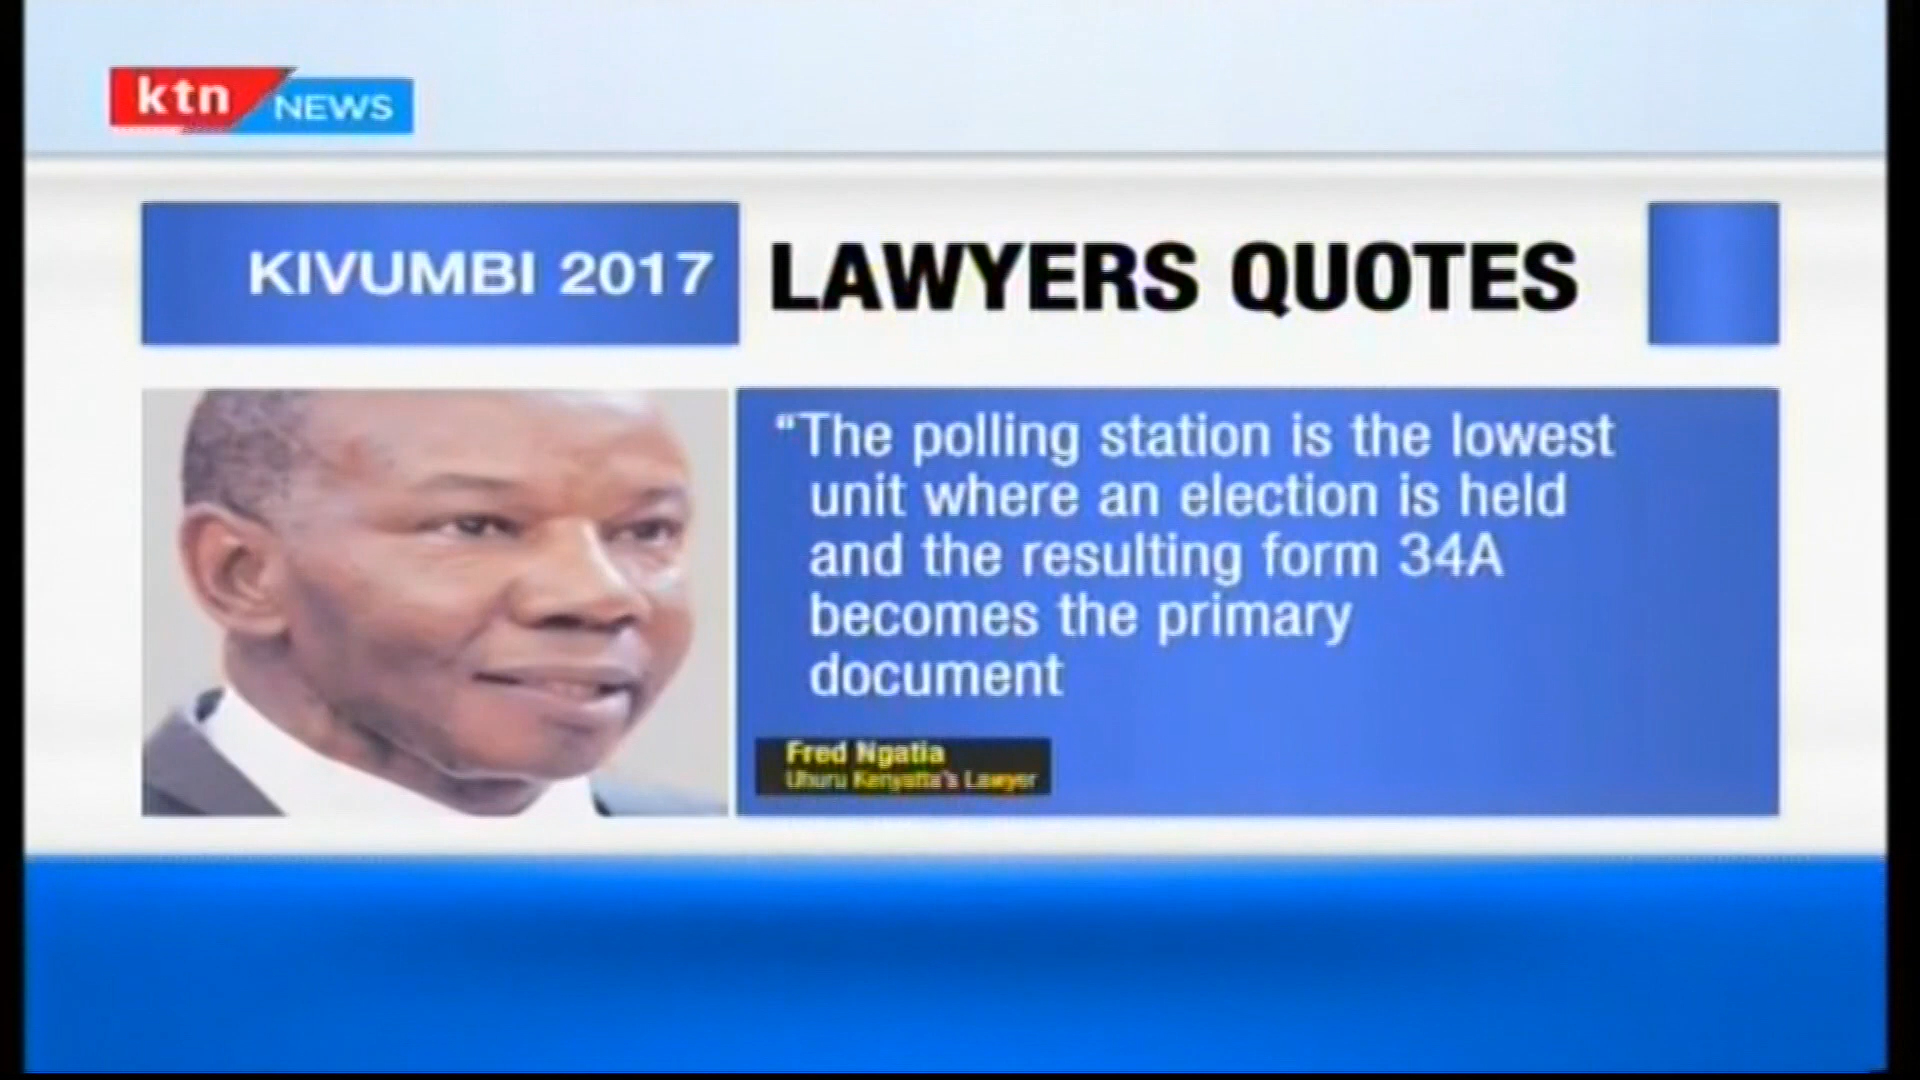 ktn NEWS
KIVUMBI 2017
LAWYERS QUOTES
“The polling station is the lowest
unit where an election is held
and the resulting form 34A
becomes the primary
document
Fred Ngatia
Uhuru Kenyatta's Lawyer